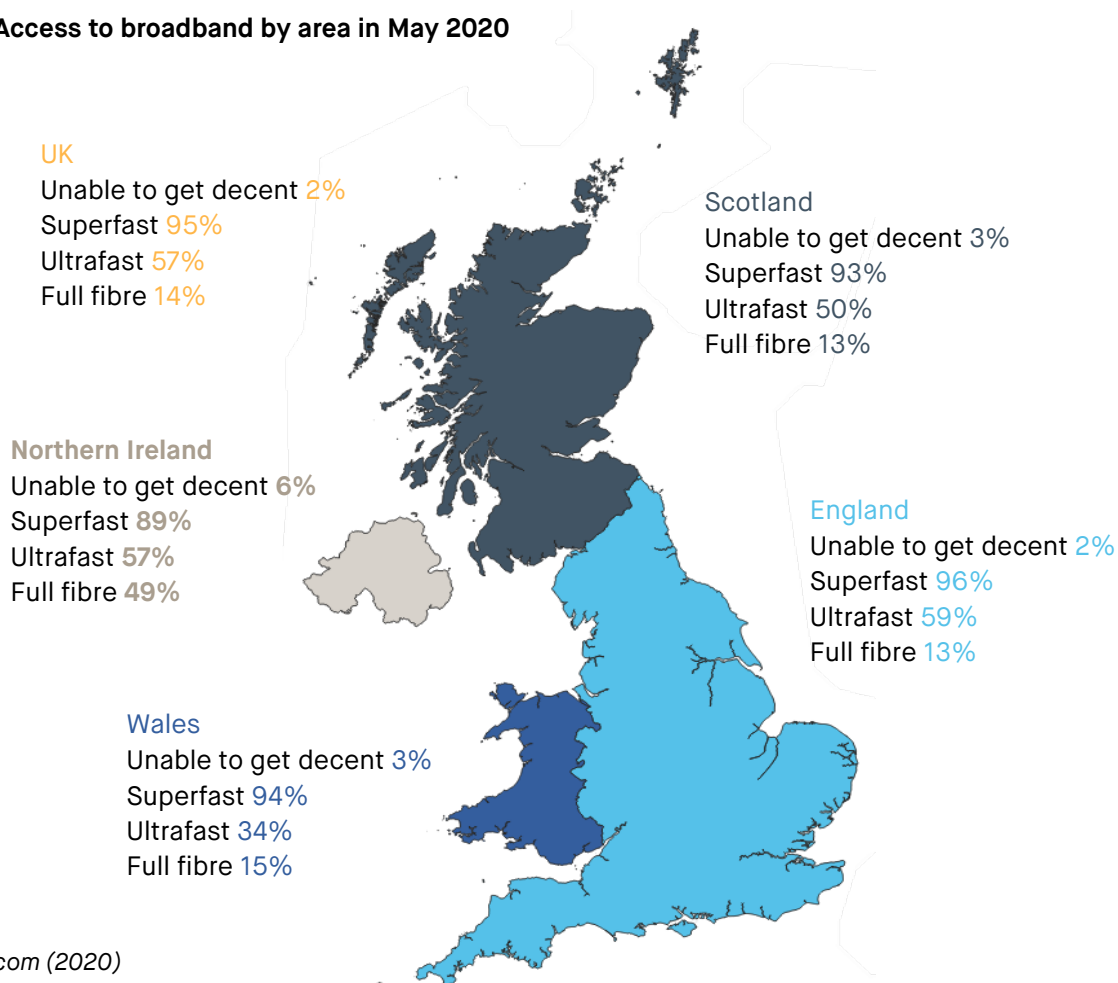 Access to broadband by area in May 2020
UK
Unable to get decent 2%
Superfast 95%
Ultrafast 57%
Full fibre 14%
Scotland
Unable to get decent 3%
Superfast 93%
Ultrafast 50%
Full fibre 13%
Northern Ireland
Unable to get decent 6%
Superfast 89%
Ultrafast 57%
Full fibre 49%
England
Unable to get decent 2%
Superfast 96%
Ultrafast 59%
Full fibre 13%
Wales
Unable to get decent 3%
Superfast 94%
Ultrafast 34%
Full fibre 15%
com (2020)